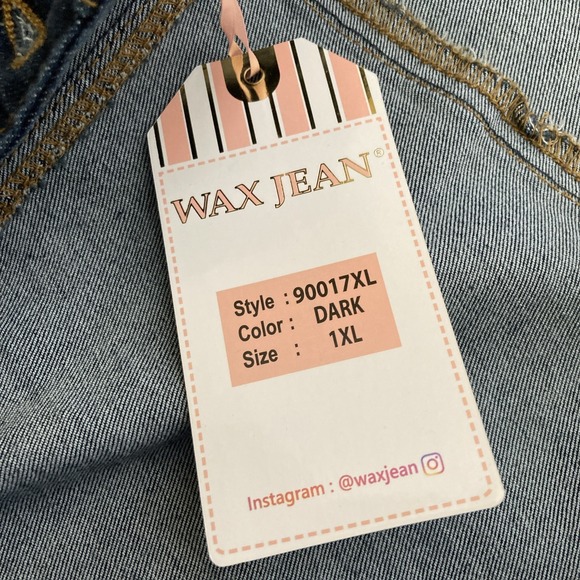 WAX JEAN®
Style : 90017XL
Color : DARK
Size : 1XL
Instagram : @waxjean